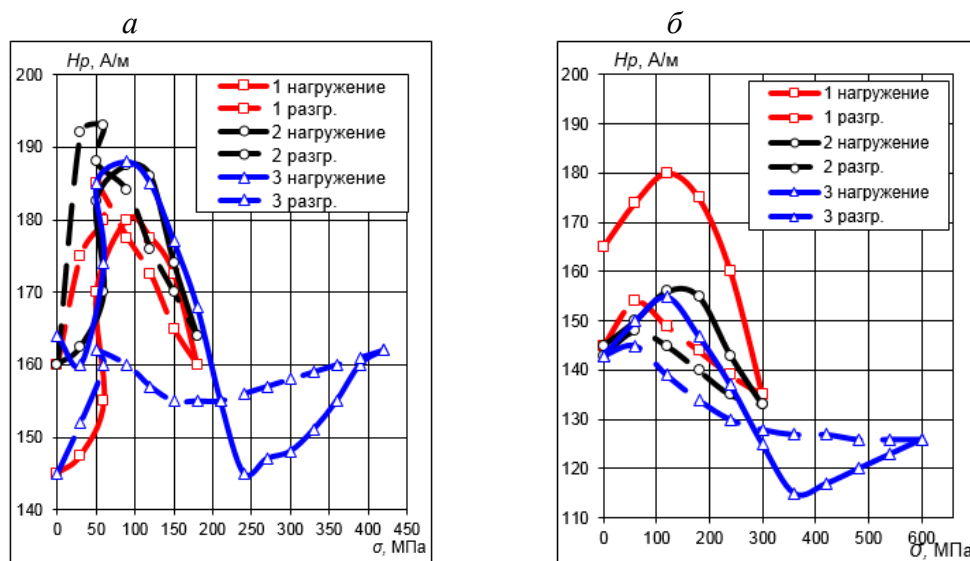 а
Hp, А/м
200
190
180
170
160
150
140
0 50 100 150 200 250 300 350 400 450
σ, МПа
1 нагружение
1 разгр.
2 нагружение
2 разгр.
3 нагружение
3 разгр.
б
Hp, А/м
200
190
180
170
160
150
140
130
120
110
0 100 200 300 400 500 600
σ, МПа
1 нагружение
1 разгр.
2 нагружение
2 разгр.
3 нагружение
3 разгр.